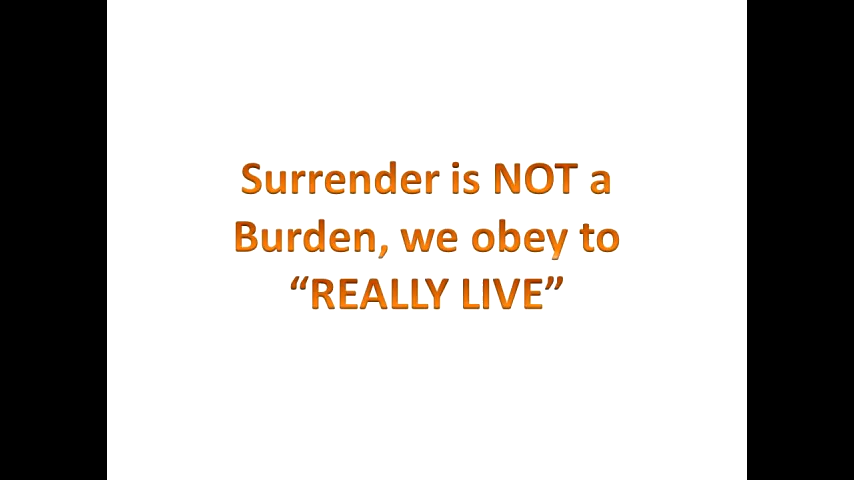 Surrender is NOT a
Burden, we obey to
“REALLY LIVE”